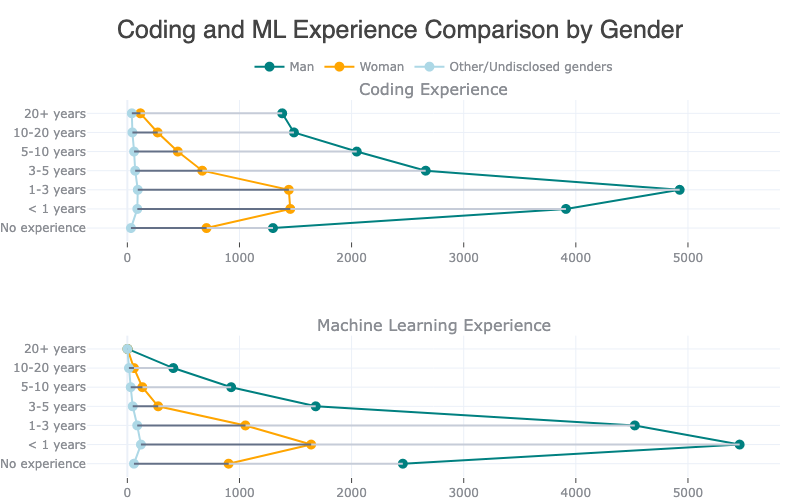 Coding and ML Experience Comparison by Gender
Man Woman Other/Undisclosed genders
Coding Experience
20+ years
10-20 years
5-10 years
3-5 years
1-3 years
< 1 years
No experience
0 1000 2000 3000 4000 5000
Machine Learning Experience
20+ years
10-20 years
5-10 years
3-5 years
1-3 years
< 1 years
No experience
0 1000 2000 3000 4000 5000